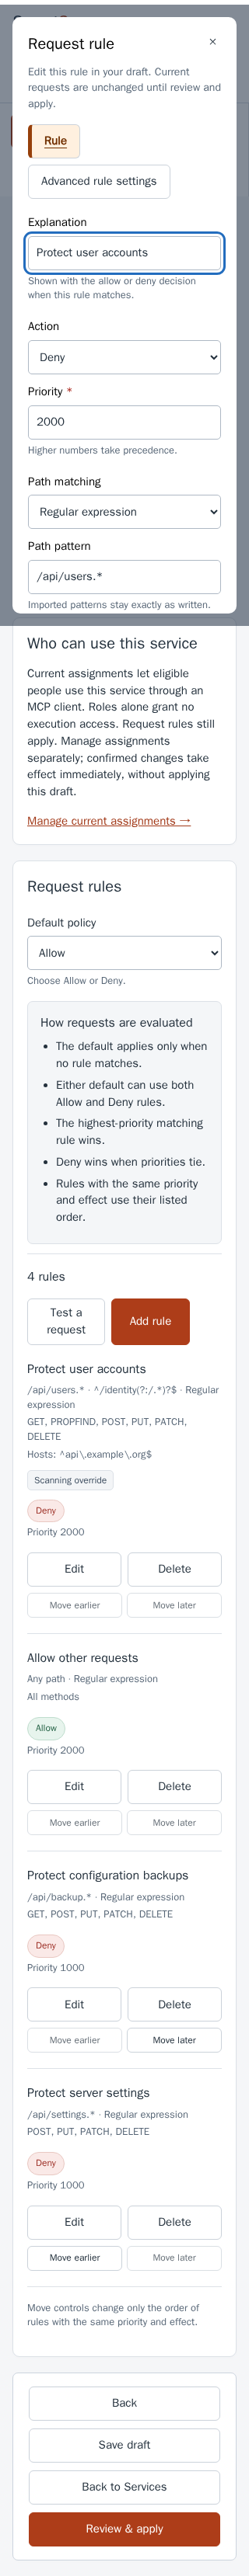 Request rule
×
Edit this rule in your draft. Current
requests are unchanged until review and
apply.
Rule
Advanced rule settings
Explanation
Protect user accounts
Shown with the allow or deny decision
when this rule matches.
Action
Deny
Priority *
2000
Higher numbers take precedence.
Path matching
Regular expression
Path pattern
/api/users.*
Imported patterns stay exactly as written.
Who can use this service
Current assignments let eligible
people use this service through an
MCP client. Roles alone grant no
execution access. Request rules still
apply. Manage assignments
separately; confirmed changes take
effect immediately, without applying
this draft.
Manage current assignments →
Request rules
Default policy
Allow
Choose Allow or Deny.
How requests are evaluated
• The default applies only when
no rule matches.
• Either default can use both
Allow and Deny rules.
• The highest-priority matching
rule wins.
• Deny wins when priorities tie.
• Rules with the same priority
and effect use their listed
order.
4 rules
Test a
request
Add rule
Protect user accounts
/api/users.* · ^/identity(?:/.*)?$ · Regular
expression
GET, PROPFIND, POST, PUT, PATCH,
DELETE
Hosts: ^api\.example\.org$
Scanning override
Deny
Priority 2000
Edit Delete
Move earlier Move later
Allow other requests
Any path · Regular expression
All methods
Allow
Priority 2000
Edit Delete
Move earlier Move later
Protect configuration backups
/api/backup.* · Regular expression
GET, POST, PUT, PATCH, DELETE
Deny
Priority 1000
Edit Delete
Move earlier Move later
Protect server settings
/api/settings.* · Regular expression
POST, PUT, PATCH, DELETE
Deny
Priority 1000
Edit Delete
Move earlier Move later
Move controls change only the order of
rules with the same priority and effect.
Back
Save draft
Back to Services
Review & apply